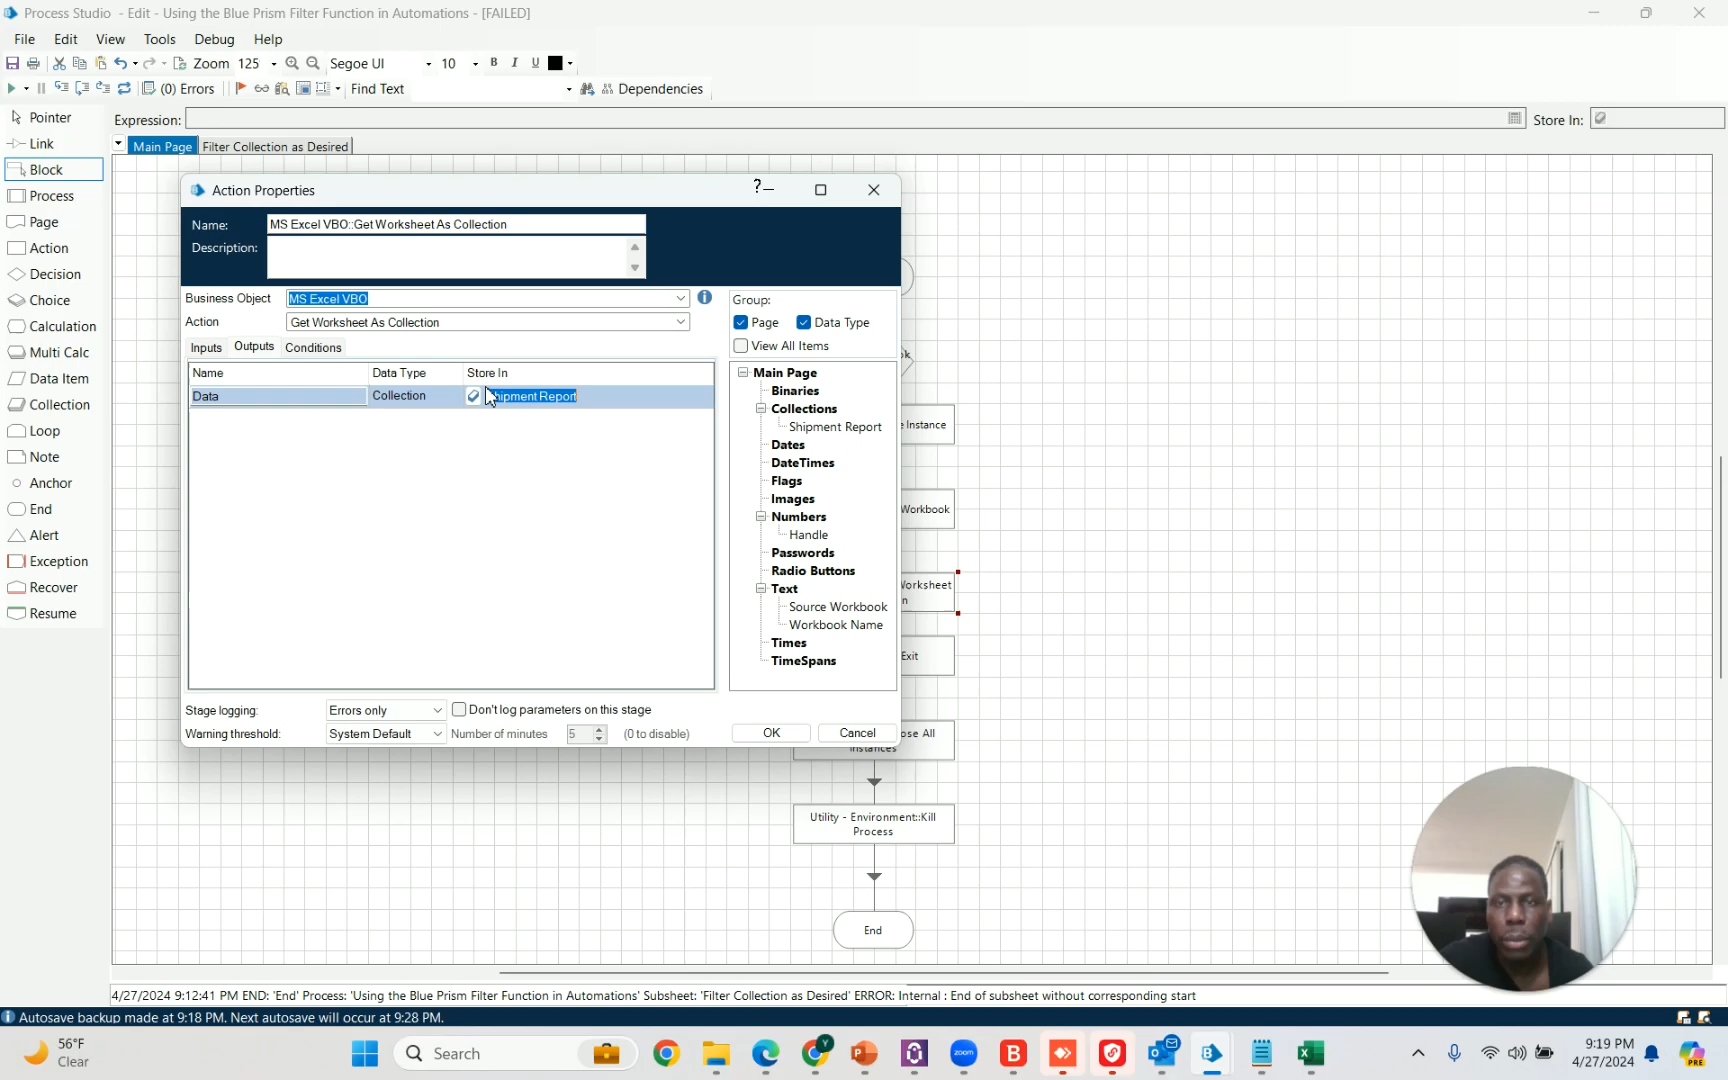 Process Studio - Edit - Using the Blue Prism Filter Function in Automations - [FAILED]
File Edit View Tools Debug Help
Zoom 125 Segoe UI 10 B I U
(0) Errors Find Text Dependencies
Pointer
Link
Block
Process
Page
Action
Decision
Choice
Calculation
Multi Calc
Data Item
Collection
Loop
Note
Anchor
End
Alert
Exception
Recover
Resume
Expression: Store In:
Main Page Filter Collection as Desired
Action Properties
?
Name: MS Excel VBO::Get Worksheet As Collection
Description:
Business Object MS Excel VBO
Action Get Worksheet As Collection
Inputs Outputs Conditions
Name Data Type Store In
Data Collection Shipment Report
Group:
Page Data Type
View All Items
Main Page
Binaries
Collections
Shipment Report
Dates
DateTimes
Flags
Images
Numbers
Handle
Passwords
Radio Buttons
Text
Source Workbook
Workbook Name
Times
TimeSpans
Stage logging: Errors only Don't log parameters on this stage
Warning threshold: System Default Number of minutes 5 (0 to disable)
OK Cancel
ok
e Instance
Workbook
Worksheet
n
Exit
ose All
Instances
Utility - Environment::Kill
Process
End
4/27/2024 9:12:41 PM END: 'End' Process: 'Using the Blue Prism Filter Function in Automations' Subsheet: 'Filter Collection as Desired' ERROR: Internal : End of subsheet without corresponding start
Autosave backup made at 9:18 PM. Next autosave will occur at 9:28 PM.
56°F
Clear
Search
Y
zoom
B
PRE
9:19 PM
4/27/2024